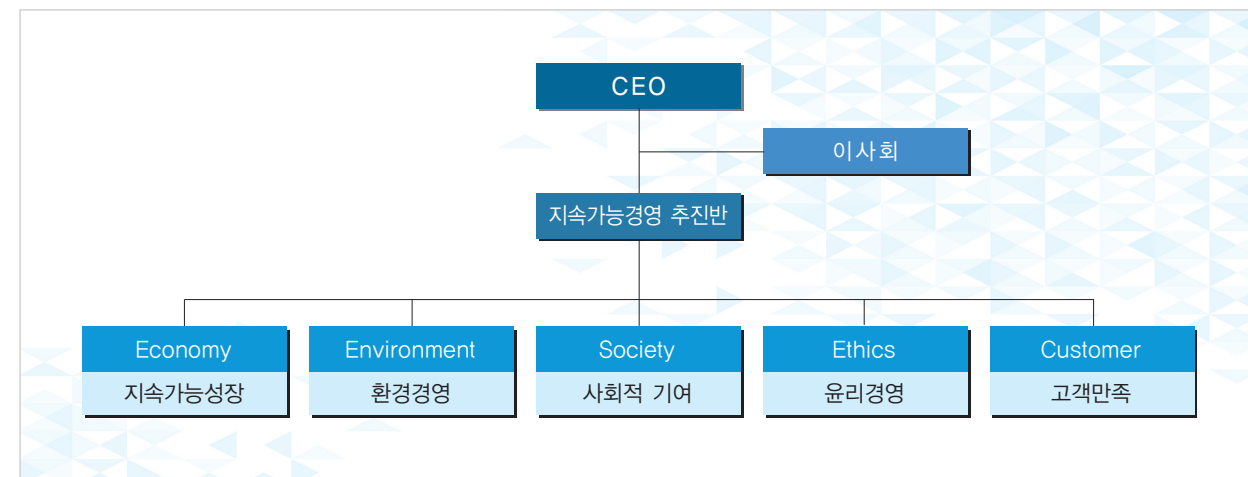 CEO
이사회
지속가능경영 추진반
Economy
지속가능성장
Environment
환경경영
Society
사회적 기여
Ethics
윤리경영
Customer
고객만족